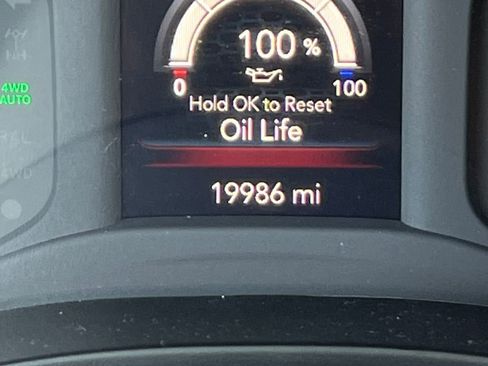 100 %
0 100
4WD
AUTO
Hold OK to Reset
Oil Life
19986 mi